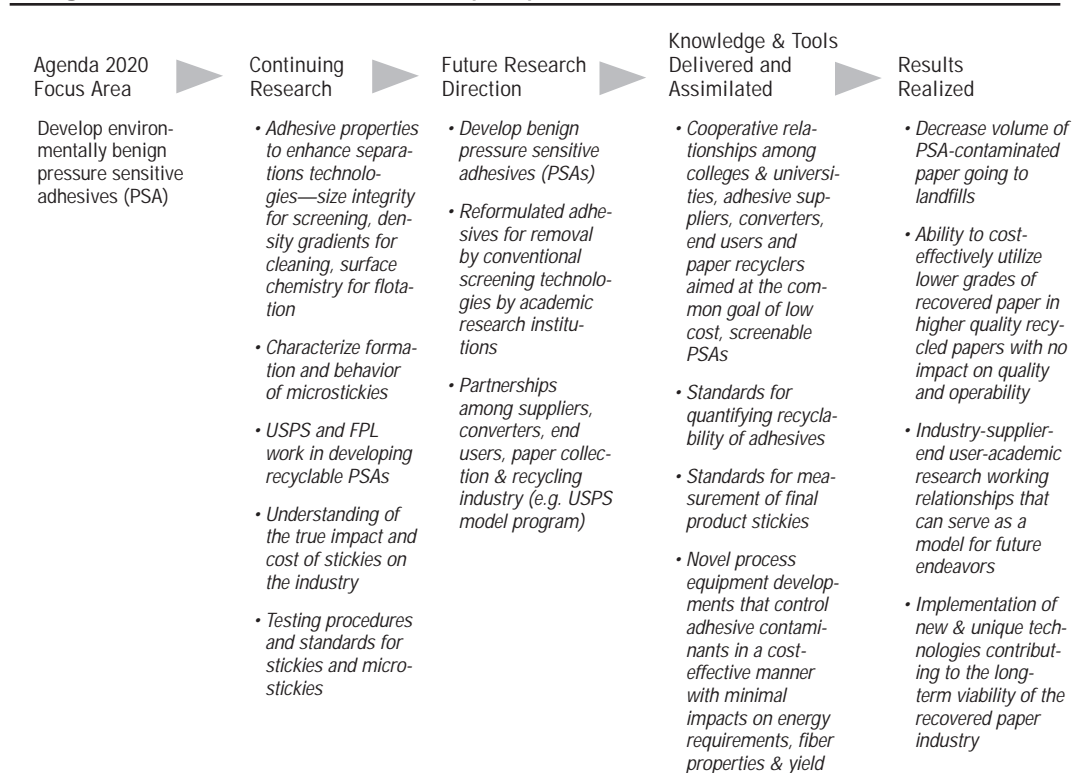 Agenda 2020
Focus Area
Develop environ-
mentally benign
pressure sensitive
adhesives (PSA)
Continuing
Research
• Adhesive properties
to enhance separa-
tions technolo-
gies—size integrity
for screening, den-
sity gradients for
cleaning, surface
chemistry for flota-
tion
• Characterize forma-
tion and behavior
of microstickies
• USPS and FPL
work in developing
recyclable PSAs
• Understanding of
the true impact and
cost of stickies on
the industry
• Testing procedures
and standards for
stickies and micro-
stickies
Future Research
Direction
• Develop benign
pressure sensitive
adhesives (PSAs)
• Reformulated adhe-
sives for removal
by conventional
screening technolo-
gies by academic
research institu-
tions
• Partnerships
among suppliers,
converters, end
users, paper collec-
tion & recycling
industry (e.g. USPS
model program)
Knowledge & Tools
Delivered and
Assimilated
• Cooperative rela-
tionships among
colleges & universi-
ties, adhesive sup-
pliers, converters,
end users and
paper recyclers
aimed at the com-
mon goal of low
cost, screenable
PSAs
• Standards for
quantifying recycla-
bility of adhesives
• Standards for mea-
surement of final
product stickies
• Novel process
equipment develop-
ments that control
adhesive contami-
nants in a cost-
effective manner
with minimal
impacts on energy
requirements, fiber
properties & yield
Results
Realized
• Decrease volume of
PSA-contaminated
paper going to
landfills
• Ability to cost-
effectively utilize
lower grades of
recovered paper in
higher quality recy-
cled papers with no
impact on quality
and operability
• Industry-supplier-
end user-academic
research working
relationships that
can serve as a
model for future
endeavors
• Implementation of
new & unique tech-
nologies contribut-
ing to the long-
term viability of the
recovered paper
industry